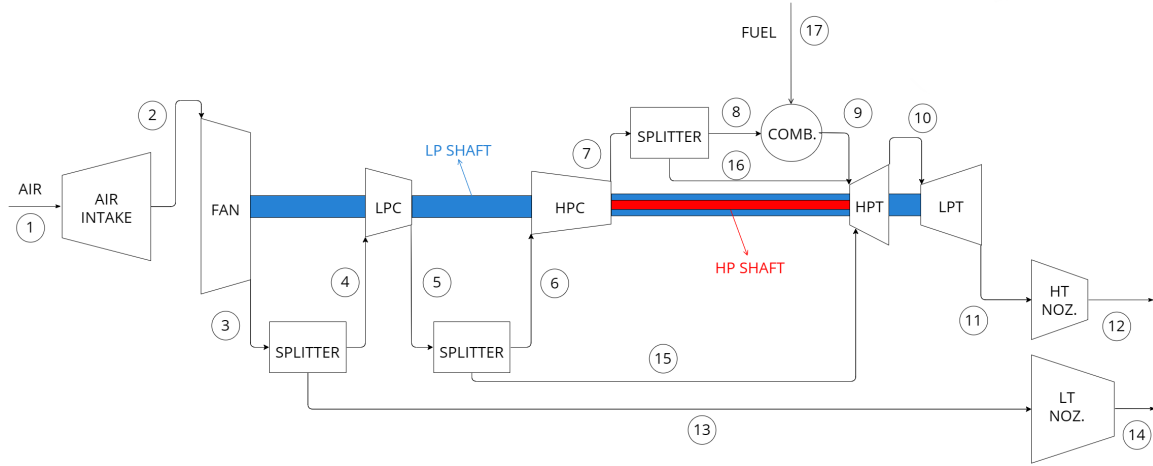 FUEL
17
2
8
9
10
SPLITTER
COMB.
7
LP SHAFT
16
AIR
AIR
INTAKE
1
FAN
LPC
HPC
HPT
LPT
HP SHAFT
3
4
5
6
HT
NOZ.
11
12
SPLITTER
SPLITTER
15
LT
NOZ.
13
14